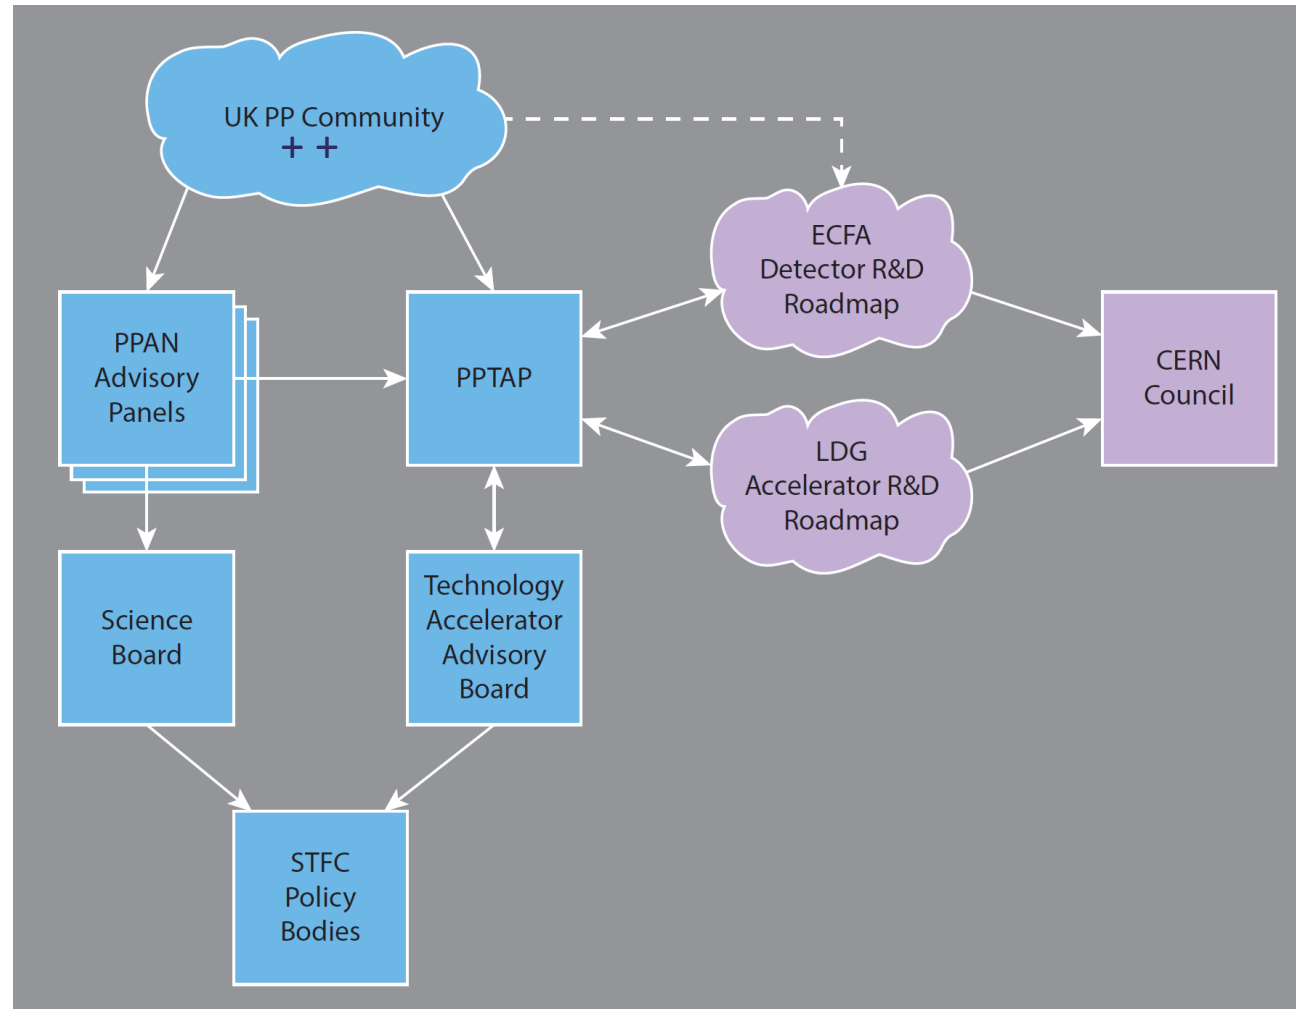 UK PP Community
++
ECFA
Detector R&D
Roadmap
PPAN
Advisory
Panels
PPTAP
CERN
Council
LDG
Accelerator R&D
Roadmap
Science
Board
Technology
Accelerator
Advisory
Board
STFC
Policy
Bodies